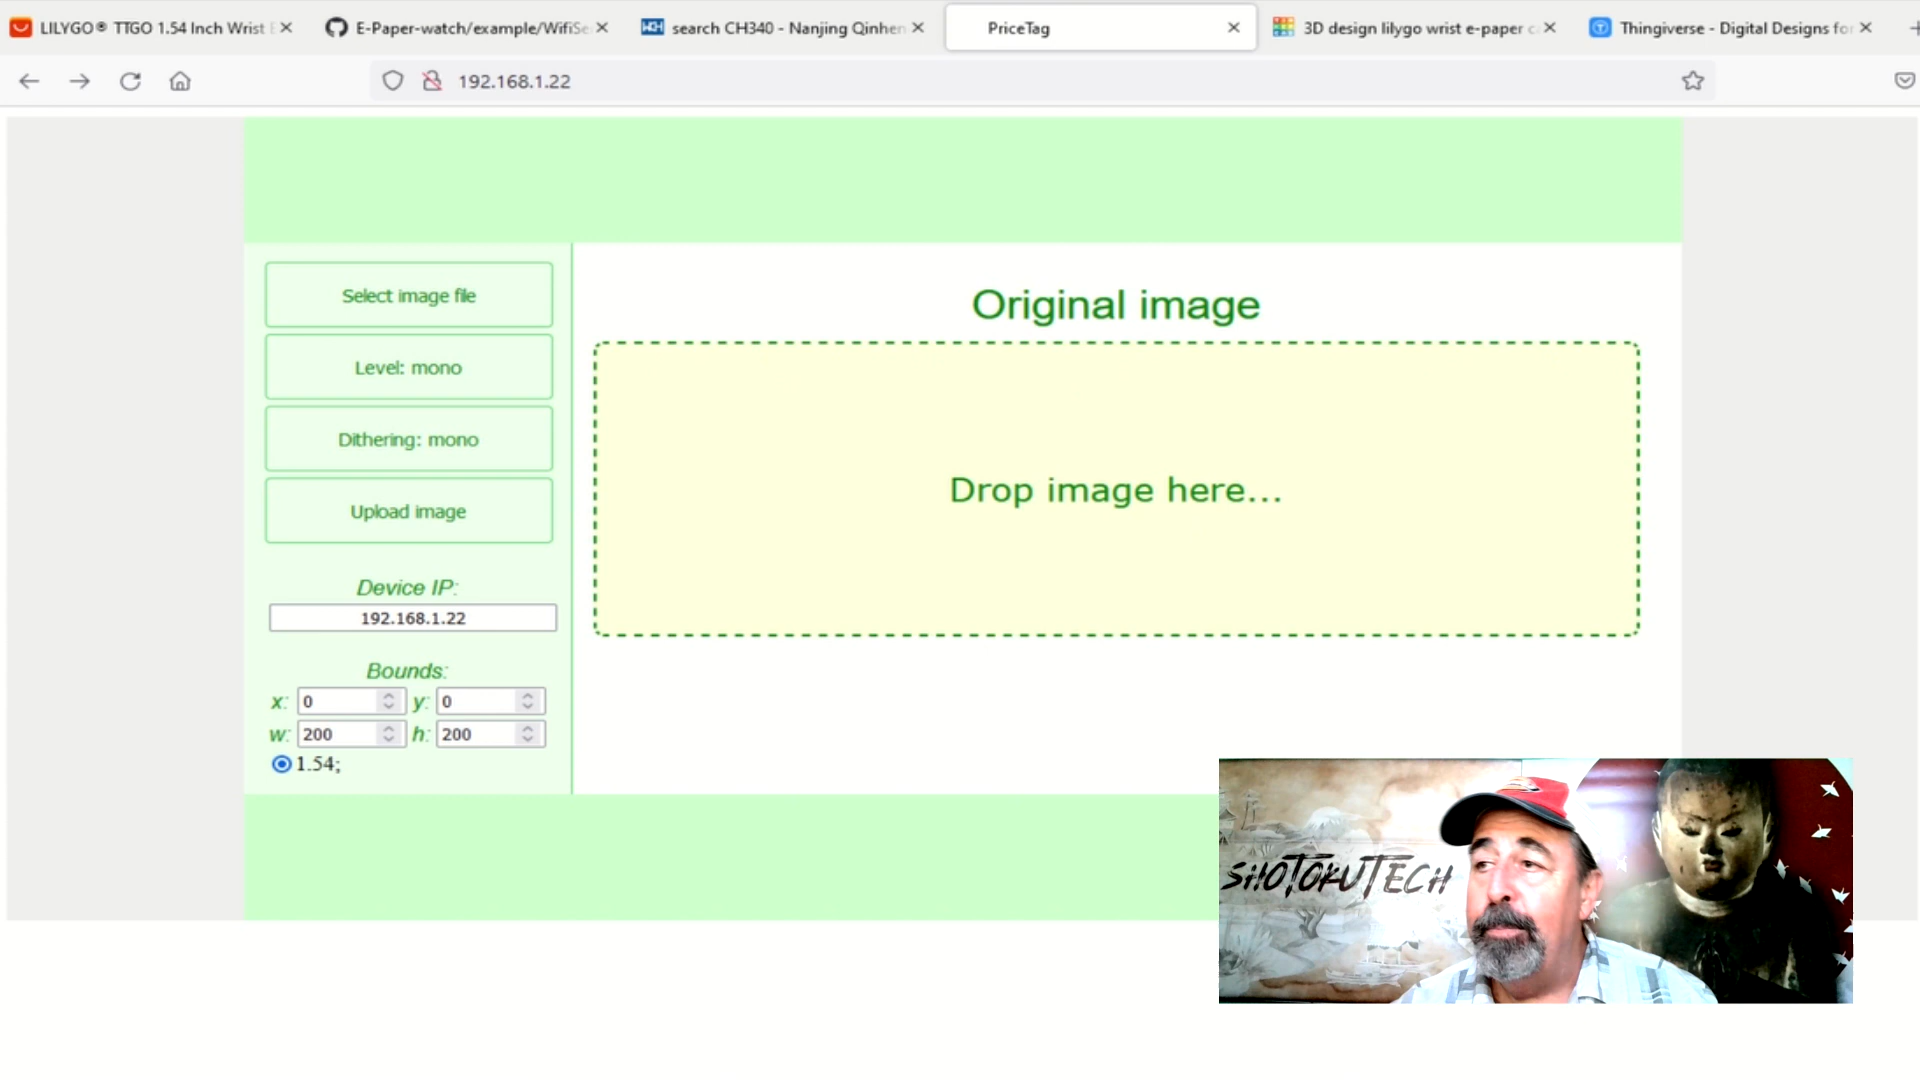 LILYGO® TTGO 1.54 Inch Wrist
E-Paper-watch/example/WifiSe
WCH search CH340 - Nanjing Qinhen
PriceTag
3D design lilygo wrist e-paper c
Thingiverse - Digital Designs for
192.168.1.22
Select image file
Level: mono
Dithering: mono
Upload image
Device IP:
192.168.1.22
Bounds:
x: 0 y: 0
w: 200 h: 200
1.54;
Original image
Drop image here...
SHOTOKUTECH